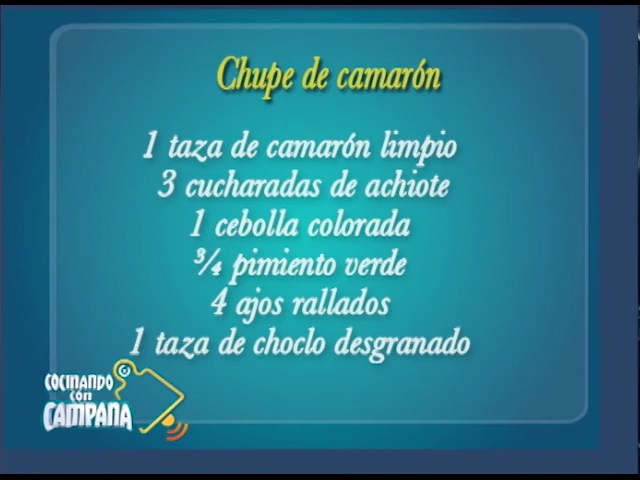 Chupe de camarón
1 taza de camarón limpio
3 cucharadas de achiote
1 cebolla colorada
¾ pimiento verde
4 ajos rallados
1 taza de choclo desgranado
COCINANDO
CON
CAMPANA